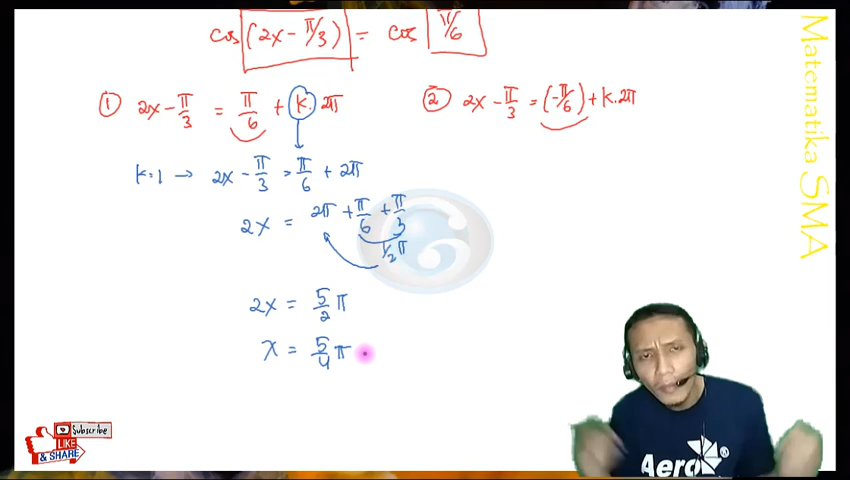 cos (2x - π/3) = cos π/6
① 2x - π/3 = π/6 + k. 2π
② 2x - π/3 = (-π/6) + k.2π
k=1 → 2x - π/3 = π/6 + 2π
2x = 2π + π/6 + π/3
1/2 π
2x = 5/2 π
x = 5/4 π
Matematika SMA
Subscribe
LIKE
& SHARE
Aero